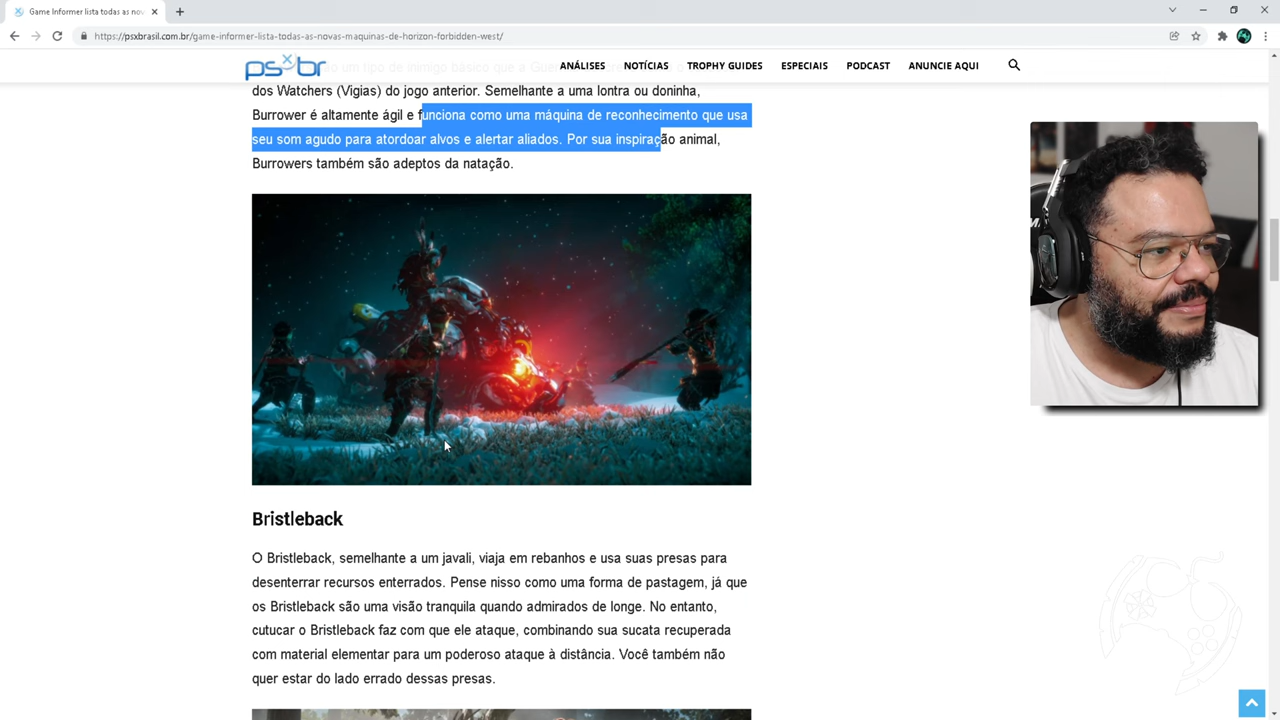 Game Informer lista todas as nov
https://psxbrasil.com.br/game-informer-lista-todas-as-novas-maquinas-de-horizon-forbidden-west/
psxbr
ANÁLISES
NOTÍCIAS
TROPHY GUIDES
ESPECIAIS
PODCAST
ANUNCIE AQUI
um tipo de inimigo básico que a
dos Watchers (Vigias) do jogo anterior. Semelhante a uma lontra ou doninha,
Burrower é altamente ágil e funciona como uma máquina de reconhecimento que usa
seu som agudo para atordoar alvos e alertar aliados. Por sua inspiração animal,
Burrowers também são adeptos da natação.
Bristleback
O Bristleback, semelhante a um javali, viaja em rebanhos e usa suas presas para
desenterrar recursos enterrados. Pense nisso como uma forma de pastagem, já que
os Bristleback são uma visão tranquila quando admirados de longe. No entanto,
cutucar o Bristleback faz com que ele ataque, combinando sua sucata recuperada
com material elementar para um poderoso ataque à distância. Você também não
quer estar do lado errado dessas presas.